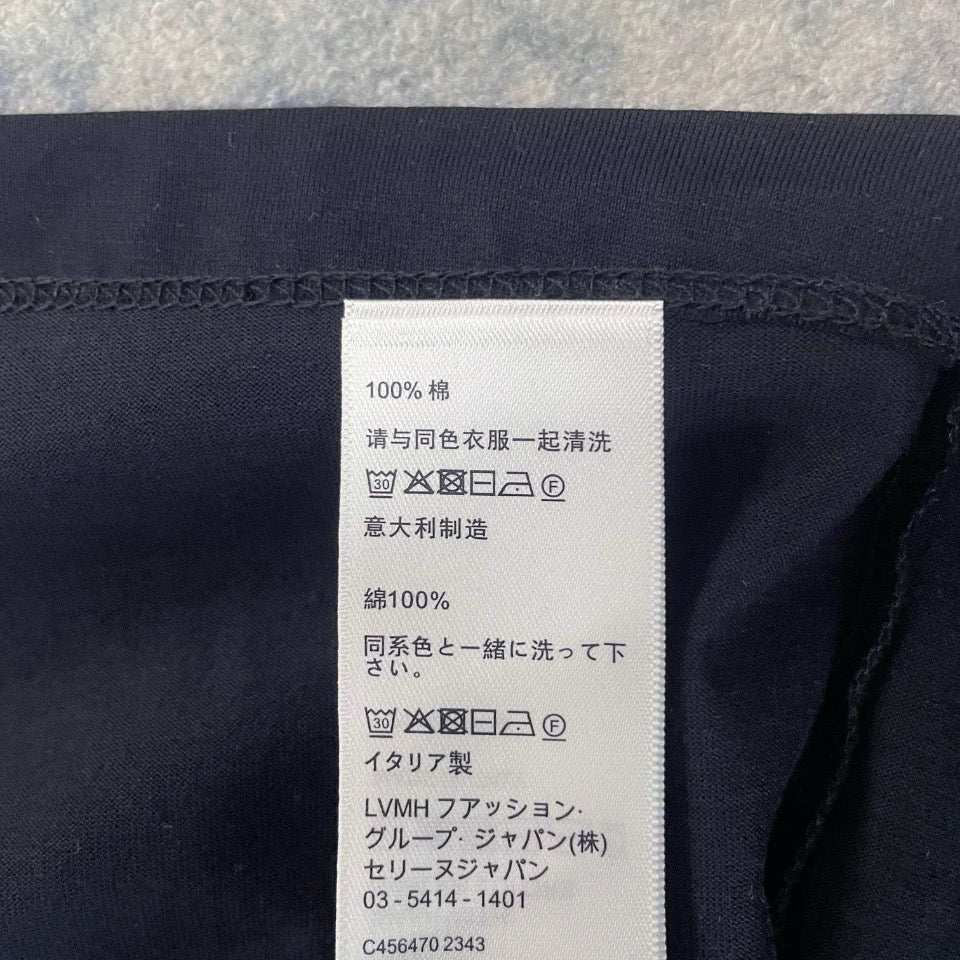 100% 棉
请与同色衣服一起清洗
30 F
意大利制造
綿100%
同系色と一緒に洗って下
さい。
30 F
イタリア製
LVMH フアッション·
グループ· ジャパン(株)
セリーヌジャパン
03 - 5414 - 1401
C456470 2343